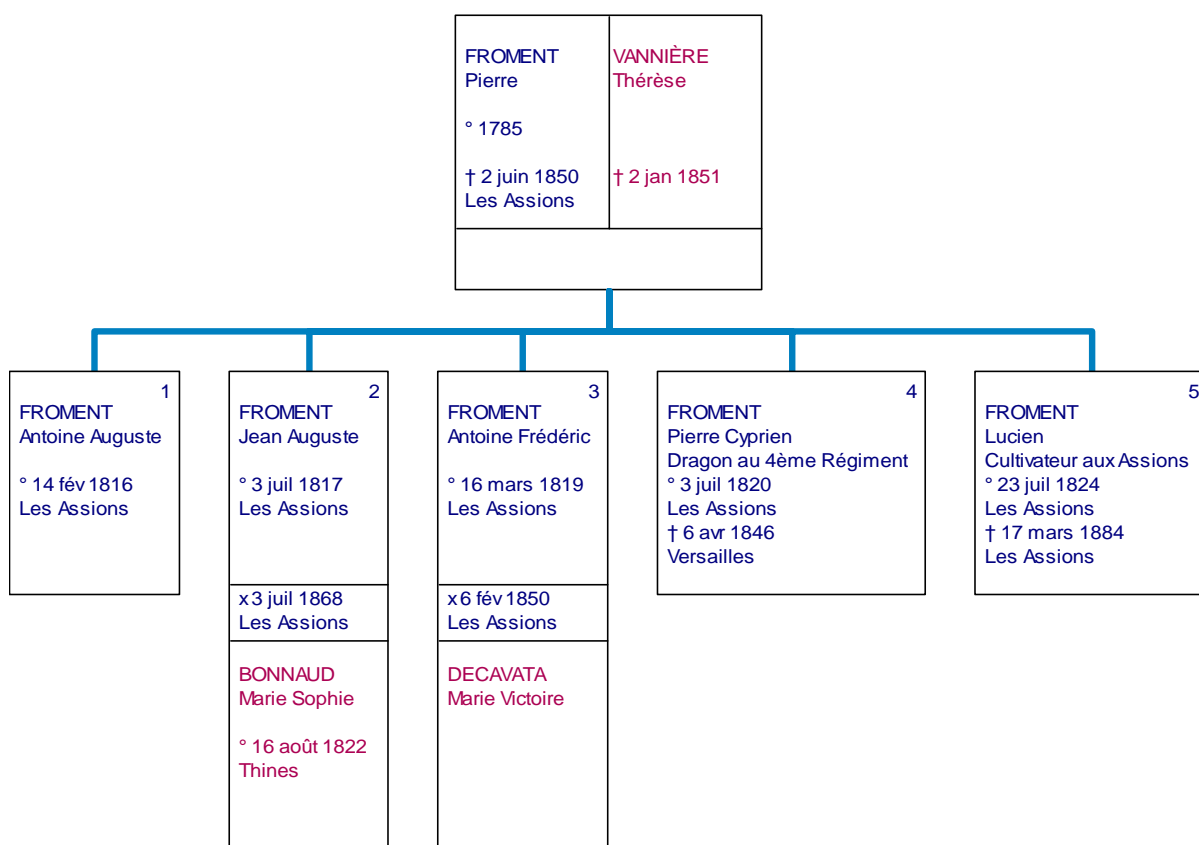 FROMENT
Pierre
° 1785
† 2 juin 1850
Les Assions
VANNIÈRE
Thérèse
† 2 jan 1851
1
FROMENT
Antoine Auguste
° 14 fév 1816
Les Assions
2
FROMENT
Jean Auguste
° 3 juil 1817
Les Assions
x 3 juil 1868
Les Assions
BONNAUD
Marie Sophie
° 16 août 1822
Thines
3
FROMENT
Antoine Frédéric
° 16 mars 1819
Les Assions
x 6 fév 1850
Les Assions
DECAVATA
Marie Victoire
4
FROMENT
Pierre Cyprien
Dragon au 4ème Régiment
° 3 juil 1820
Les Assions
† 6 avr 1846
Versailles
5
FROMENT
Lucien
Cultivateur aux Assions
° 23 juil 1824
Les Assions
† 17 mars 1884
Les Assions